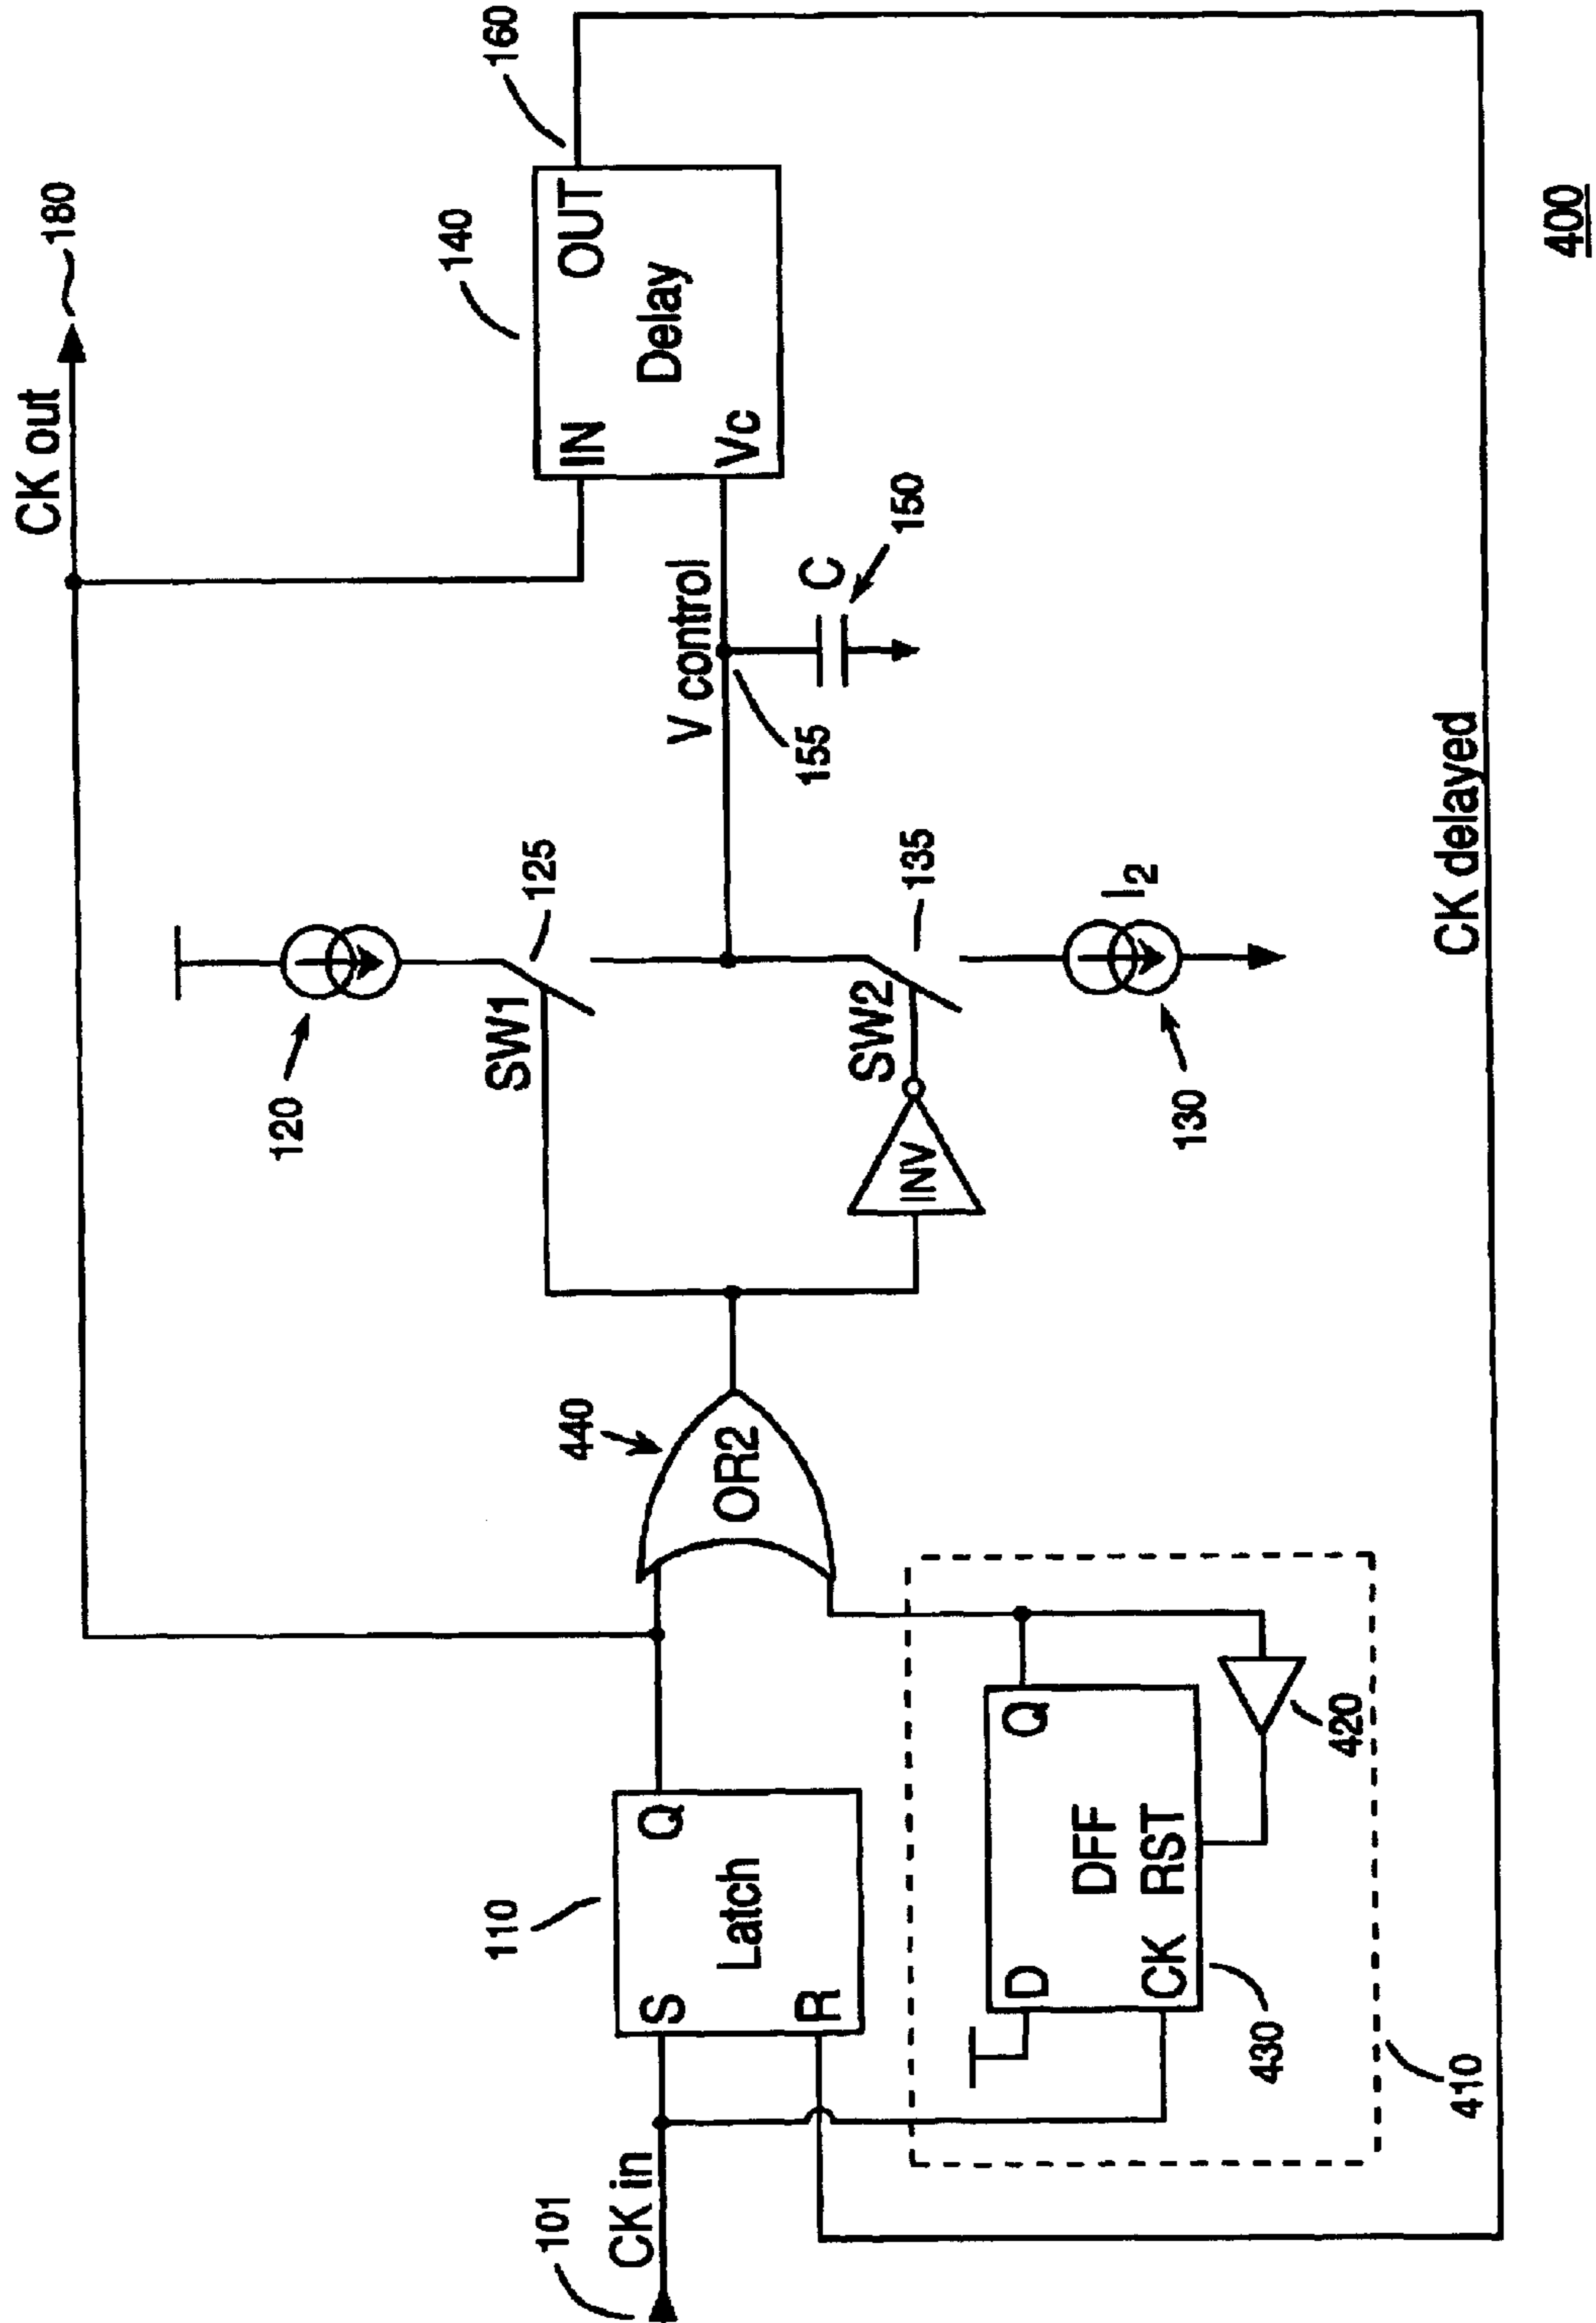 CK out
180
160
140
IN
OUT
Delay
Vc
V control
155
C
150
120
SW1
125
SW2
135
INV
I2
130
440
OR2
110
S
Q
Latch
R
101
CK in
D
Q
DFF
CK
RST
430
420
410
CK delayed
400